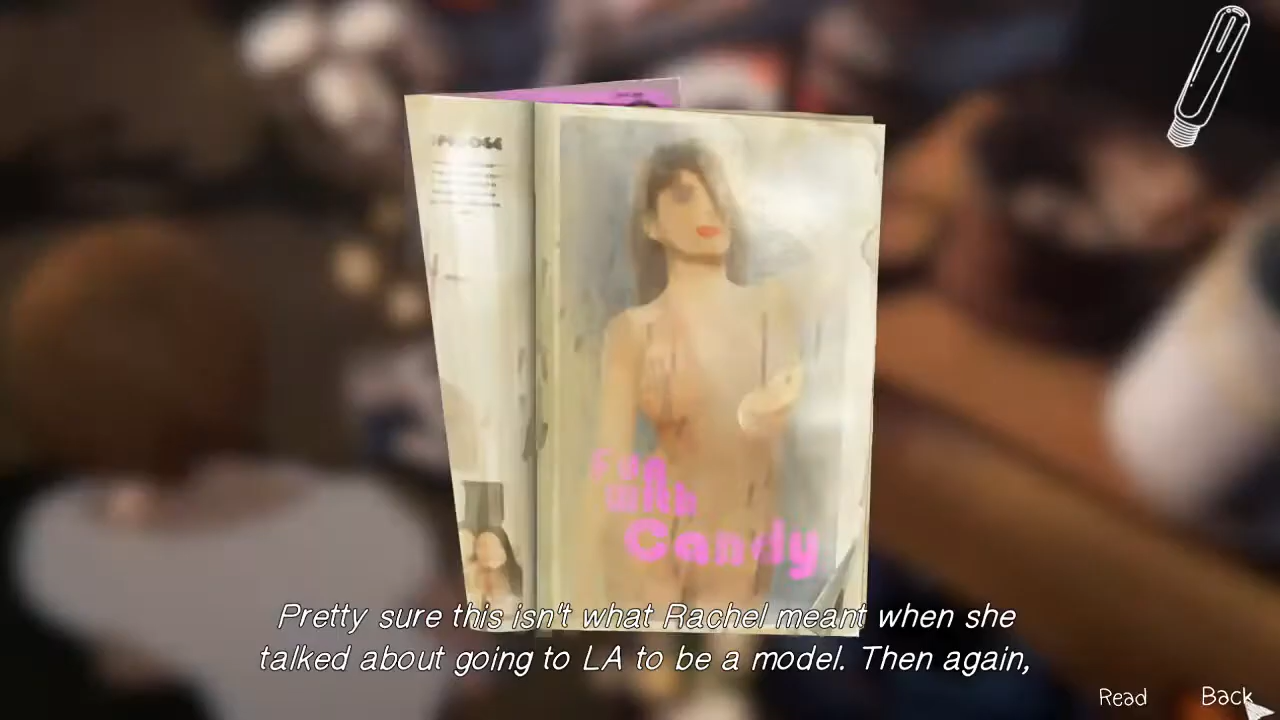 Fun
with
Candy
Pretty sure this isn't what Rachel meant when she
talked about going to LA to be a model. Then again,
Read
Back